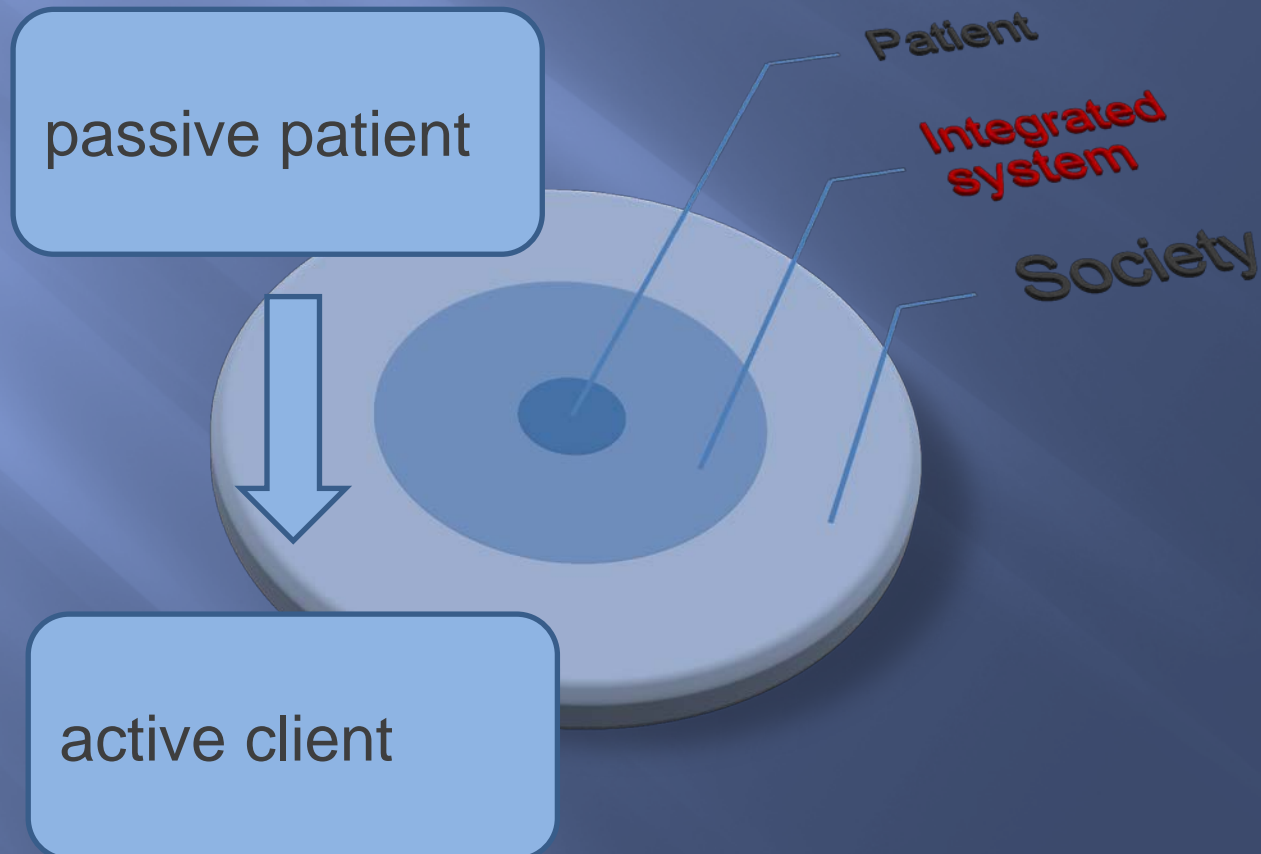 passive patient
Patient
Integrated
system
Society
active client